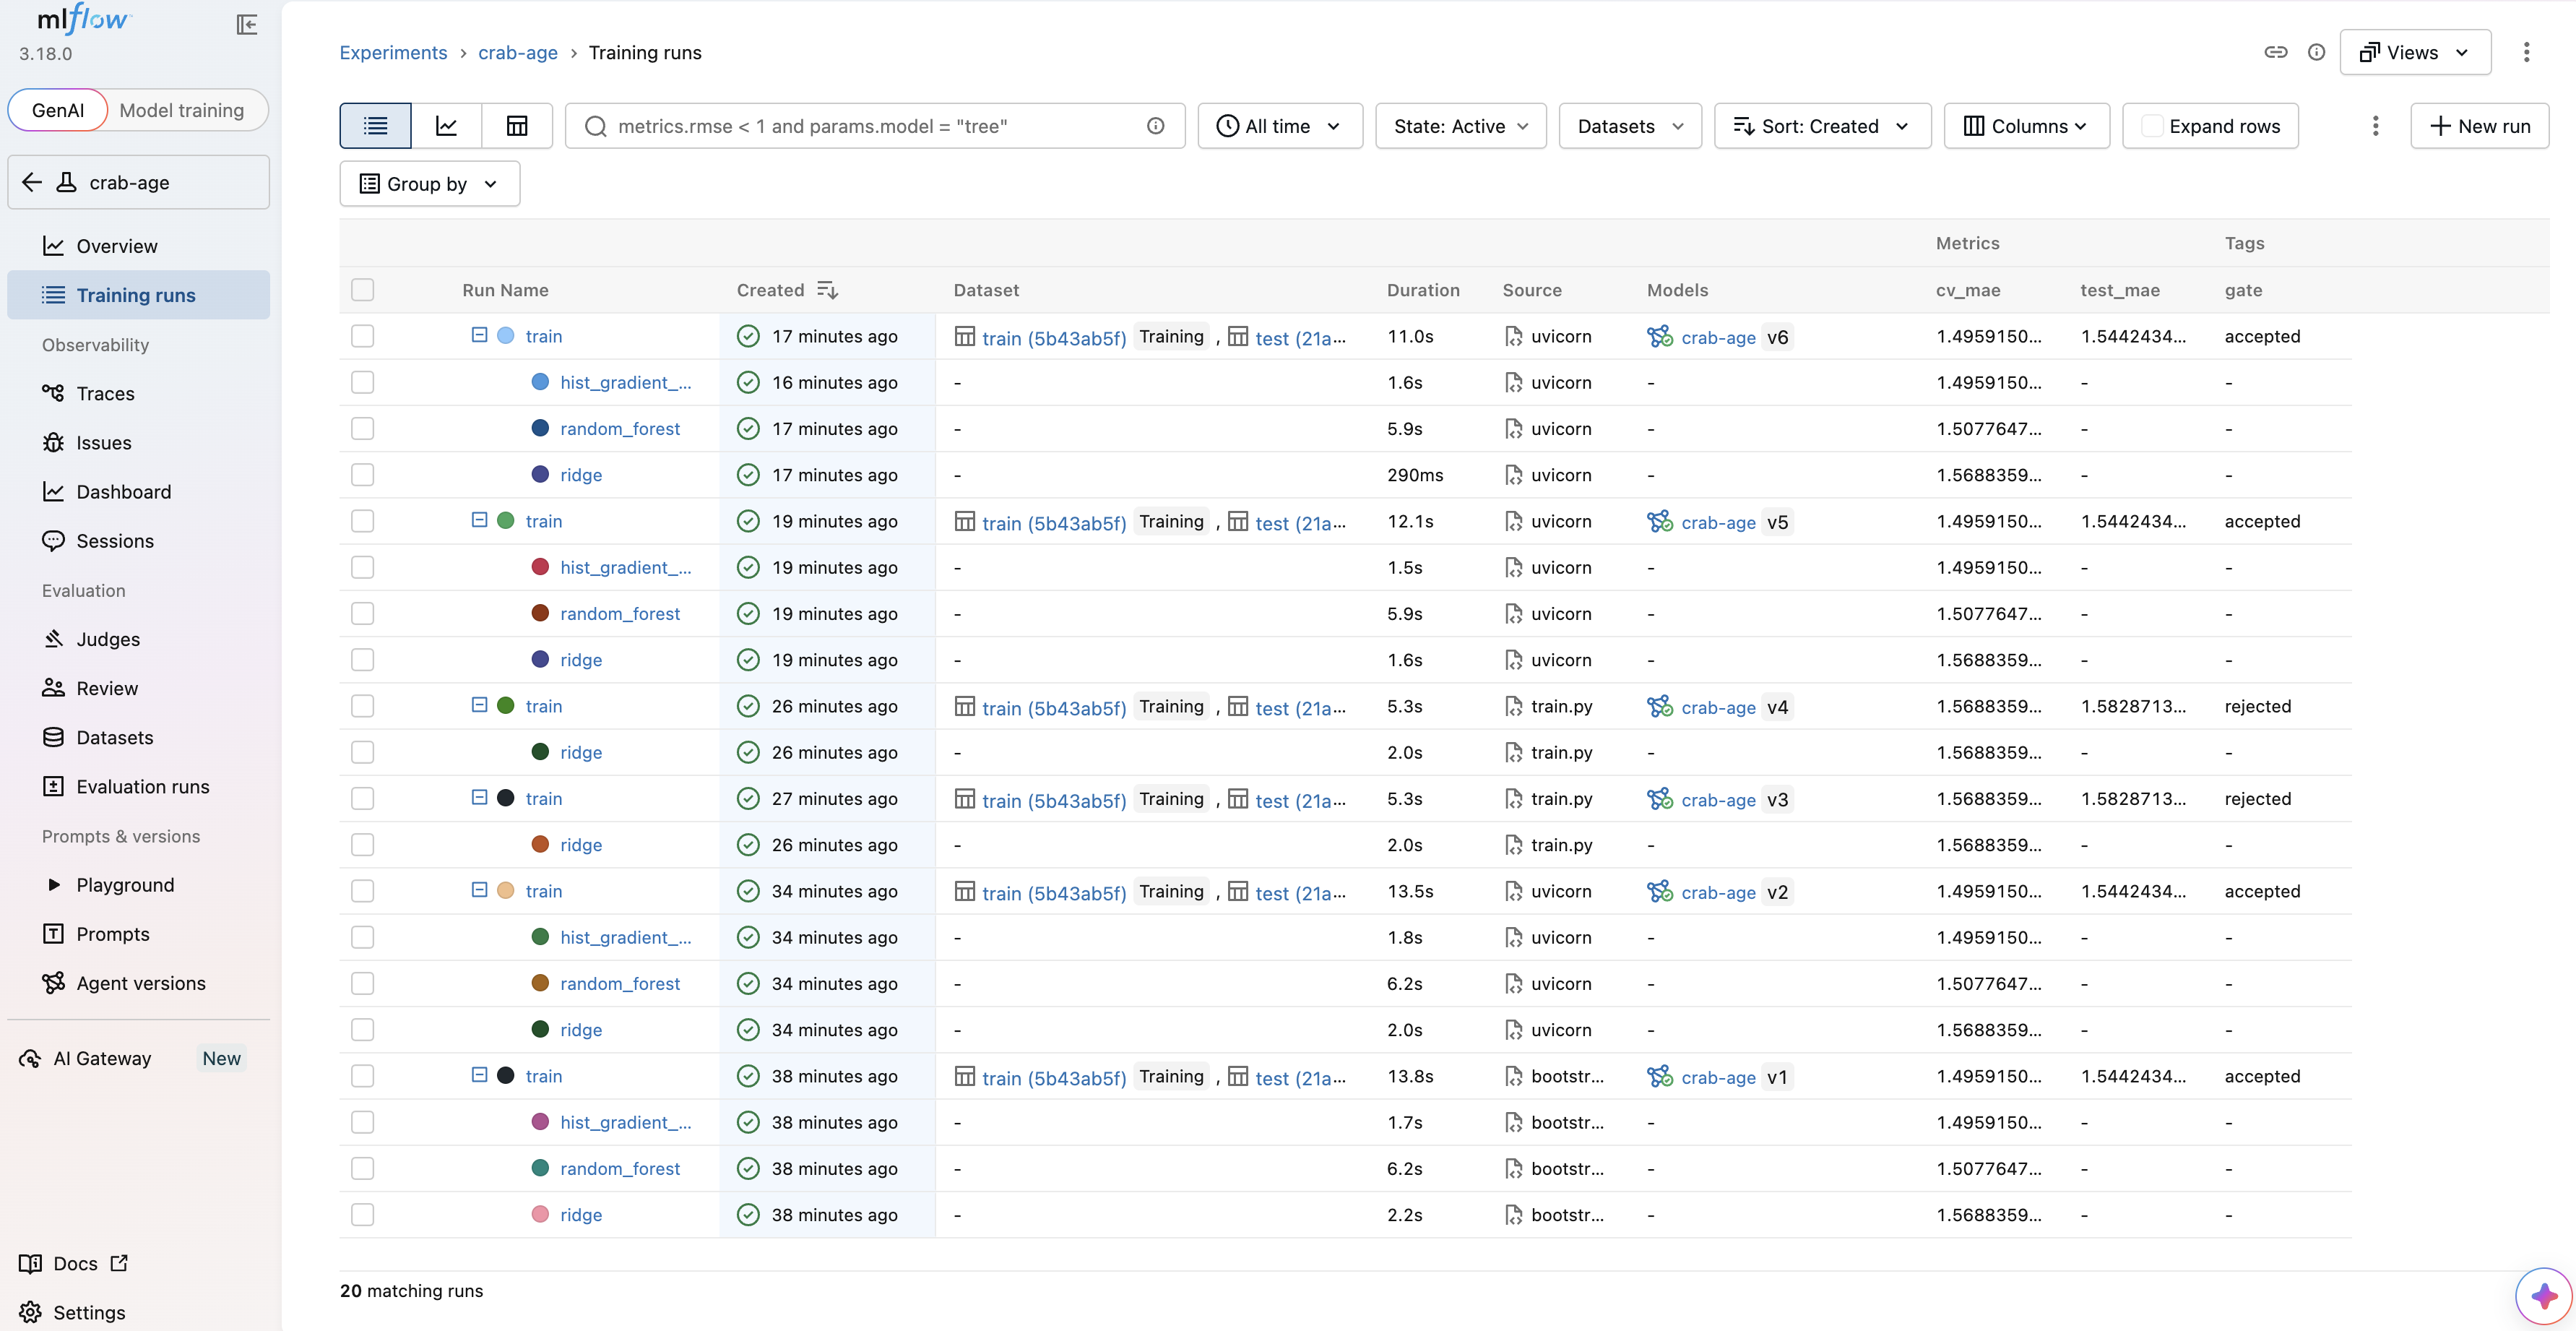 mlflow
3.18.0
GenAI Model training
crab-age
Overview
Training runs
Observability
Traces
Issues
Dashboard
Sessions
Evaluation
Judges
Review
Datasets
Evaluation runs
Prompts & versions
Playground
Prompts
Agent versions
AI Gateway New
Docs
Settings
Experiments > crab-age > Training runs
Views
metrics.rmse < 1 and params.model = "tree"
All time
State: Active
Datasets
Sort: Created
Columns
Expand rows
New run
Group by
Metrics Tags
Run Name Created Dataset Duration Source Models cv_mae test_mae gate
train 17 minutes ago train (5b43ab5f) Training , test (21a... 11.0s uvicorn crab-age v6 1.4959150... 1.5442434... accepted
hist_gradient_... 16 minutes ago - 1.6s uvicorn - 1.4959150... - -
random_forest 17 minutes ago - 5.9s uvicorn - 1.5077647... - -
ridge 17 minutes ago - 290ms uvicorn - 1.5688359... - -
train 19 minutes ago train (5b43ab5f) Training , test (21a... 12.1s uvicorn crab-age v5 1.4959150... 1.5442434... accepted
hist_gradient_... 19 minutes ago - 1.5s uvicorn - 1.4959150... - -
random_forest 19 minutes ago - 5.9s uvicorn - 1.5077647... - -
ridge 19 minutes ago - 1.6s uvicorn - 1.5688359... - -
train 26 minutes ago train (5b43ab5f) Training , test (21a... 5.3s train.py crab-age v4 1.5688359... 1.5828713... rejected
ridge 26 minutes ago - 2.0s train.py - 1.5688359... - -
train 27 minutes ago train (5b43ab5f) Training , test (21a... 5.3s train.py crab-age v3 1.5688359... 1.5828713... rejected
ridge 26 minutes ago - 2.0s train.py - 1.5688359... - -
train 34 minutes ago train (5b43ab5f) Training , test (21a... 13.5s uvicorn crab-age v2 1.4959150... 1.5442434... accepted
hist_gradient_... 34 minutes ago - 1.8s uvicorn - 1.4959150... - -
random_forest 34 minutes ago - 6.2s uvicorn - 1.5077647... - -
ridge 34 minutes ago - 2.0s uvicorn - 1.5688359... - -
train 38 minutes ago train (5b43ab5f) Training , test (21a... 13.8s bootstr... crab-age v1 1.4959150... 1.5442434... accepted
hist_gradient_... 38 minutes ago - 1.7s bootstr... - 1.4959150... - -
random_forest 38 minutes ago - 6.2s bootstr... - 1.5077647... - -
ridge 38 minutes ago - 2.2s bootstr... - 1.5688359... - -
20 matching runs